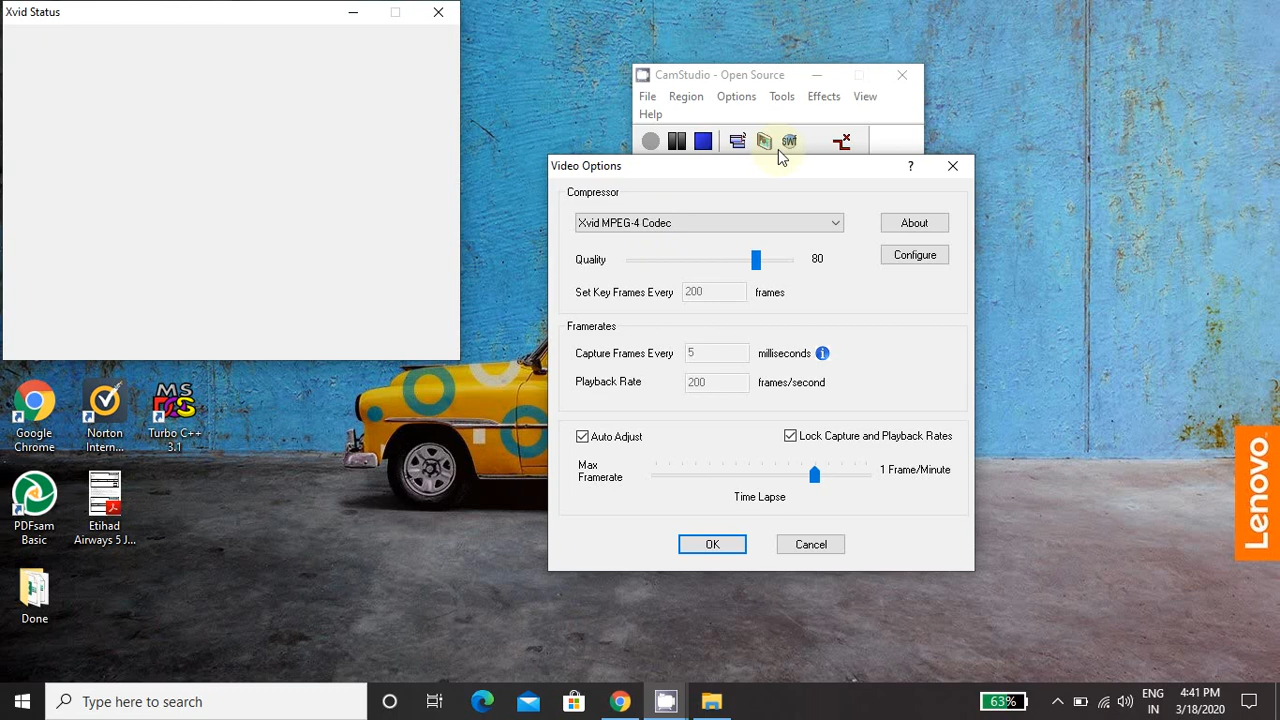 Xvid Status
CamStudio - Open Source
File Region Options Tools Effects View
Help
SWF
Video Options
?
Compressor
Xvid MPEG-4 Codec
About
Quality
80
Configure
Set Key Frames Every 200 frames
Framerates
Capture Frames Every 5 milliseconds
Playback Rate 200 frames/second
Auto Adjust
Lock Capture and Playback Rates
Max
Framerate
1 Frame/Minute
Time Lapse
OK
Cancel
Google
Chrome
Norton
Intern...
MS
DOS
Turbo C++
3.1
PDFsam
Basic
Etihad
Airways 5 J...
Done
Lenovo
Type here to search
63%
ENG
IN
4:41 PM
3/18/2020